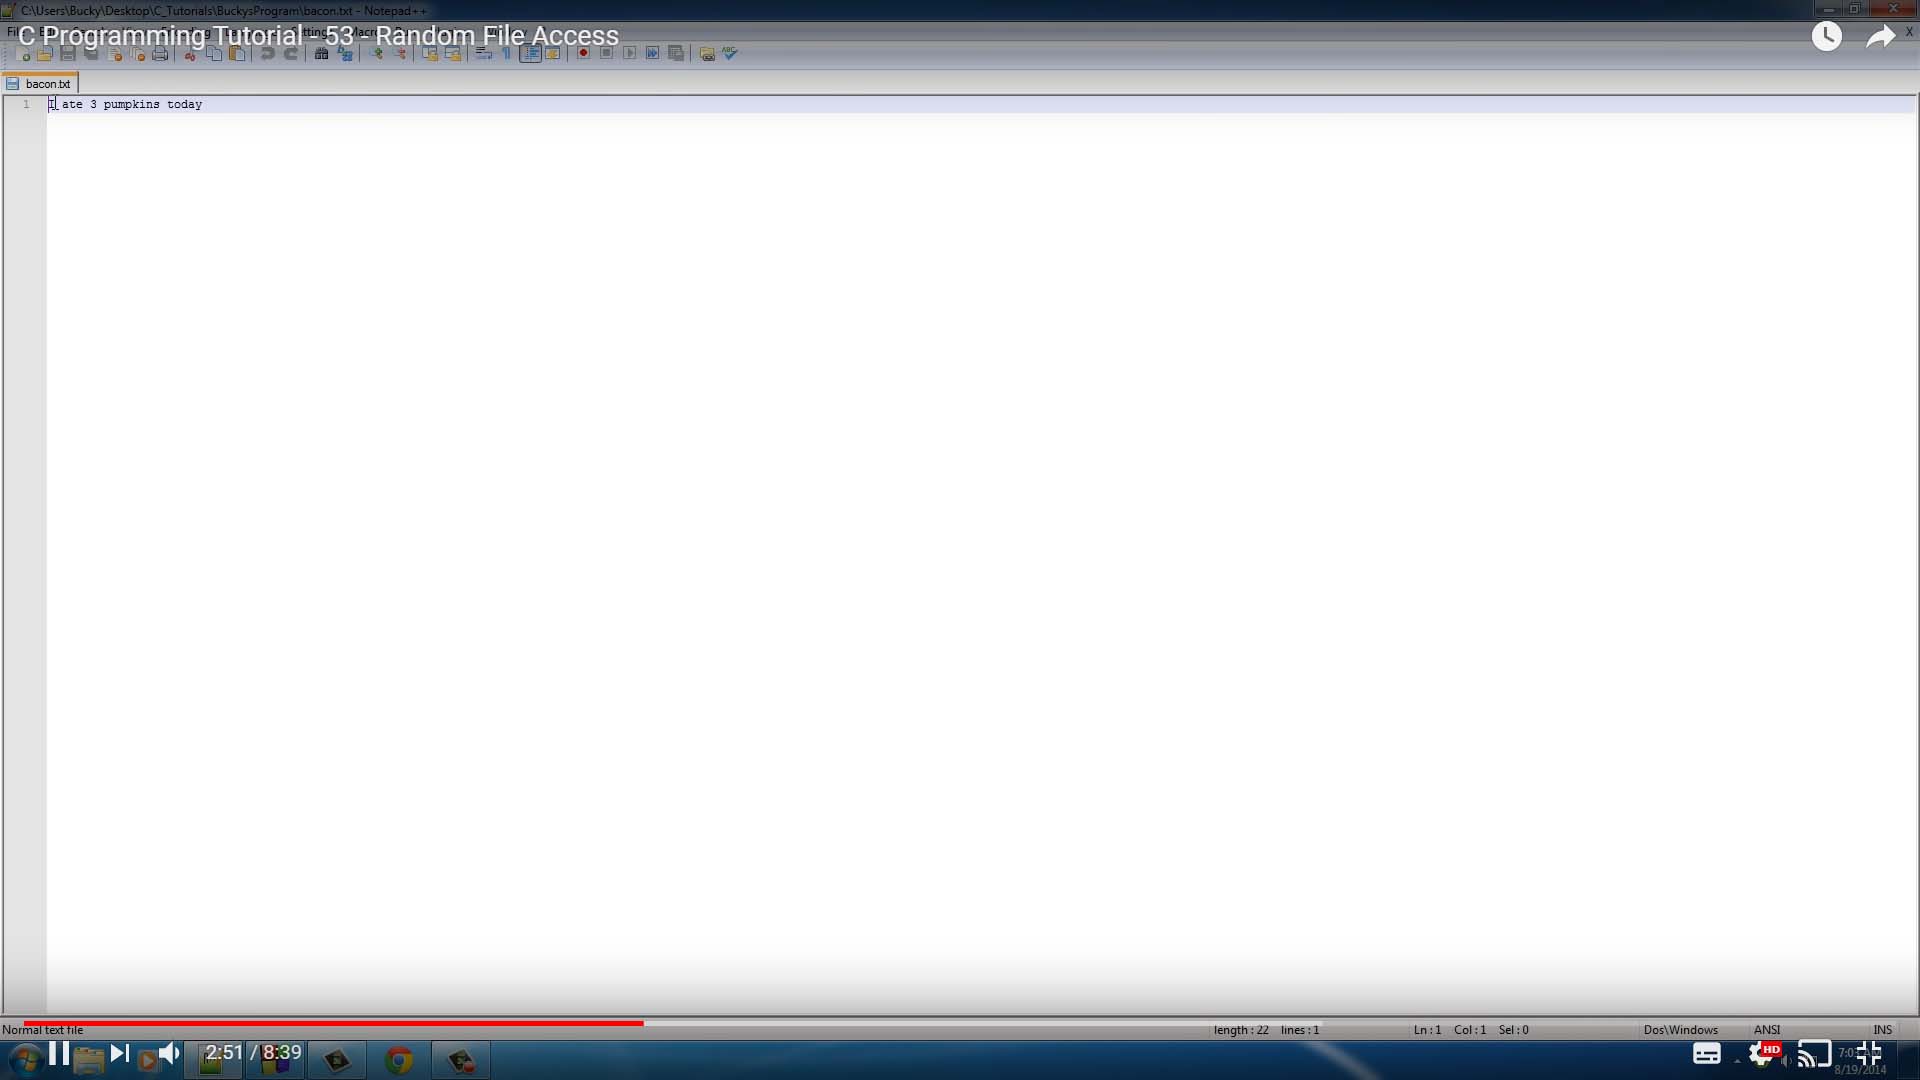 C:\Users\Bucky\Desktop\C_Tutorials\BuckysProgram\bacon.txt - Notepad++
C Programming Tutorial - 53 - Random File Access
bacon.txt
1 I ate 3 pumpkins today
Normal text file length : 22 lines : 1 Ln : 1 Col : 1 Sel : 0 Dos\Windows ANSI INS
2:51 / 8:39
HD
8/19/2014